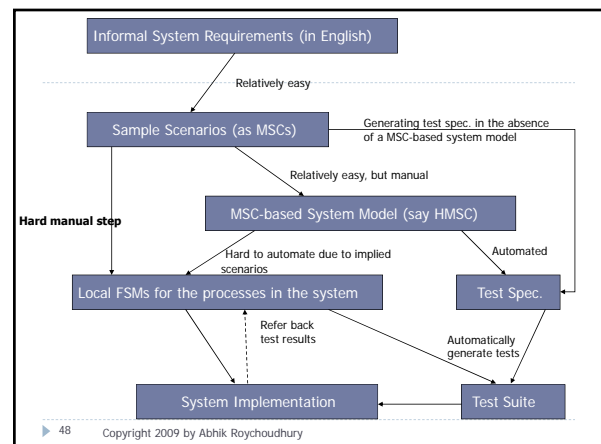 Informal System Requirements (in English)
Relatively easy
Sample Scenarios (as MSCs)
Generating test spec. in the absence
of a MSC-based system model
Relatively easy, but manual
Hard manual step
MSC-based System Model (say HMSC)
Hard to automate due to implied
scenarios
Automated
Local FSMs for the processes in the system
Test Spec.
Refer back
test results
Automatically
generate tests
System Implementation
Test Suite
48
Copyright 2009 by Abhik Roychoudhury